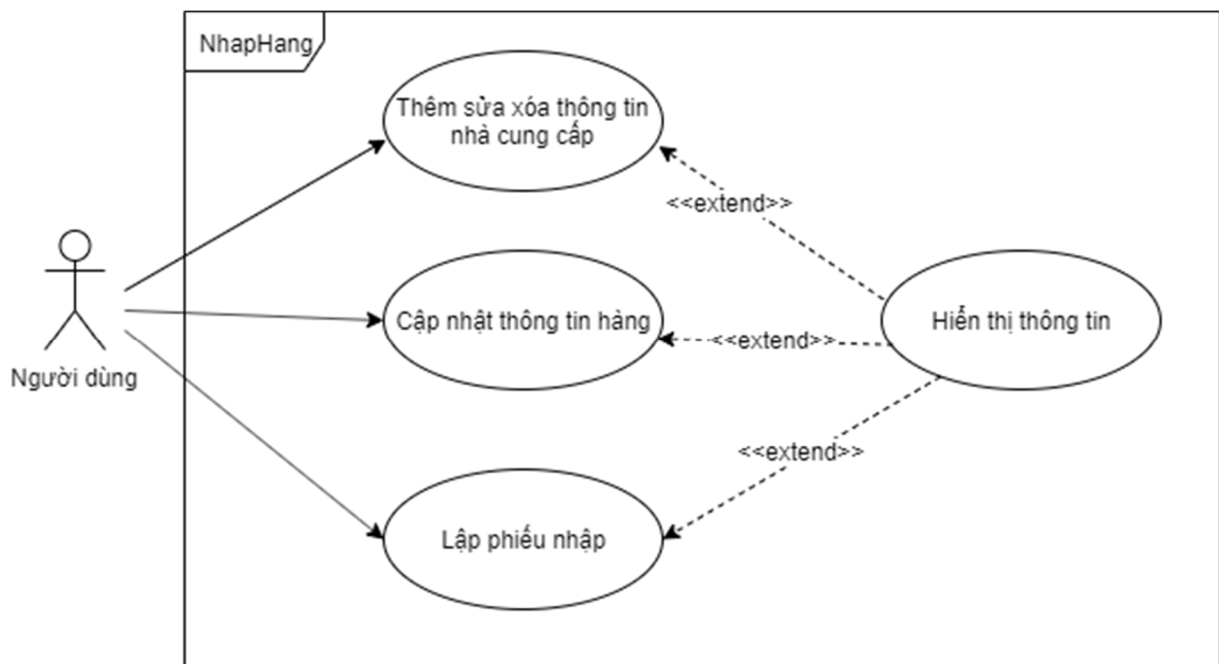 NhapHang
Thêm sửa xóa thông tin
nhà cung cấp
<<extend>>
Cập nhật thông tin hàng
<<extend>>
Hiển thị thông tin
Người dùng
<<extend>>
Lập phiếu nhập